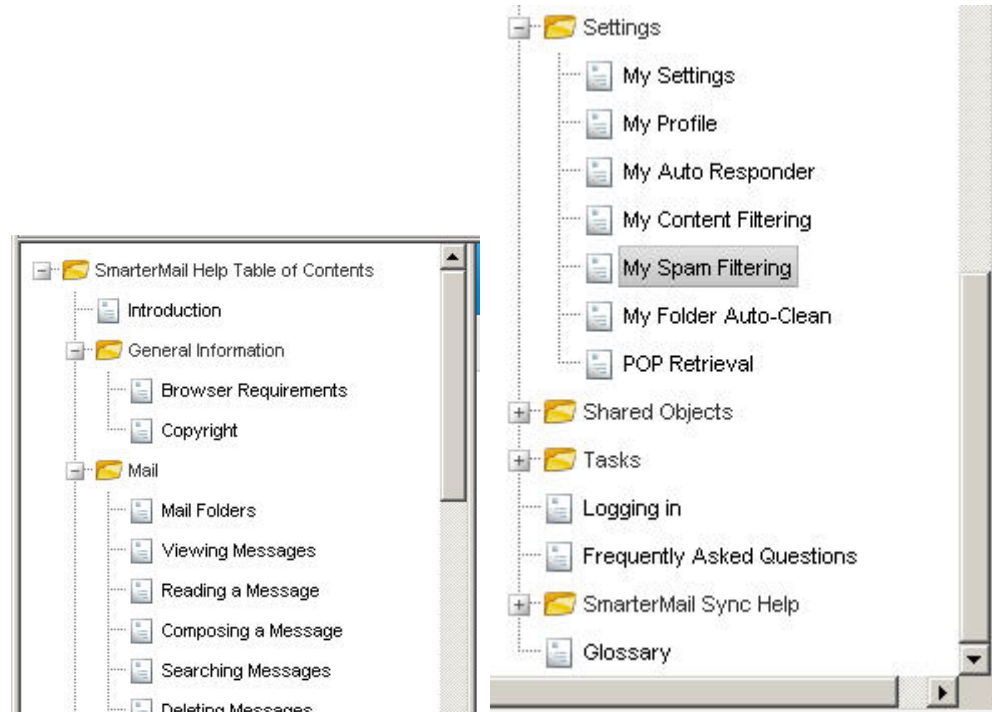 SmarterMail Help Table of Contents
Introduction
General Information
Browser Requirements
Copyright
Mail
Mail Folders
Viewing Messages
Reading a Message
Composing a Message
Searching Messages
Deleting Messages
Settings
My Settings
My Profile
My Auto Responder
My Content Filtering
My Spam Filtering
My Folder Auto-Clean
POP Retrieval
Shared Objects
Tasks
Logging in
Frequently Asked Questions
SmarterMail Sync Help
Glossary